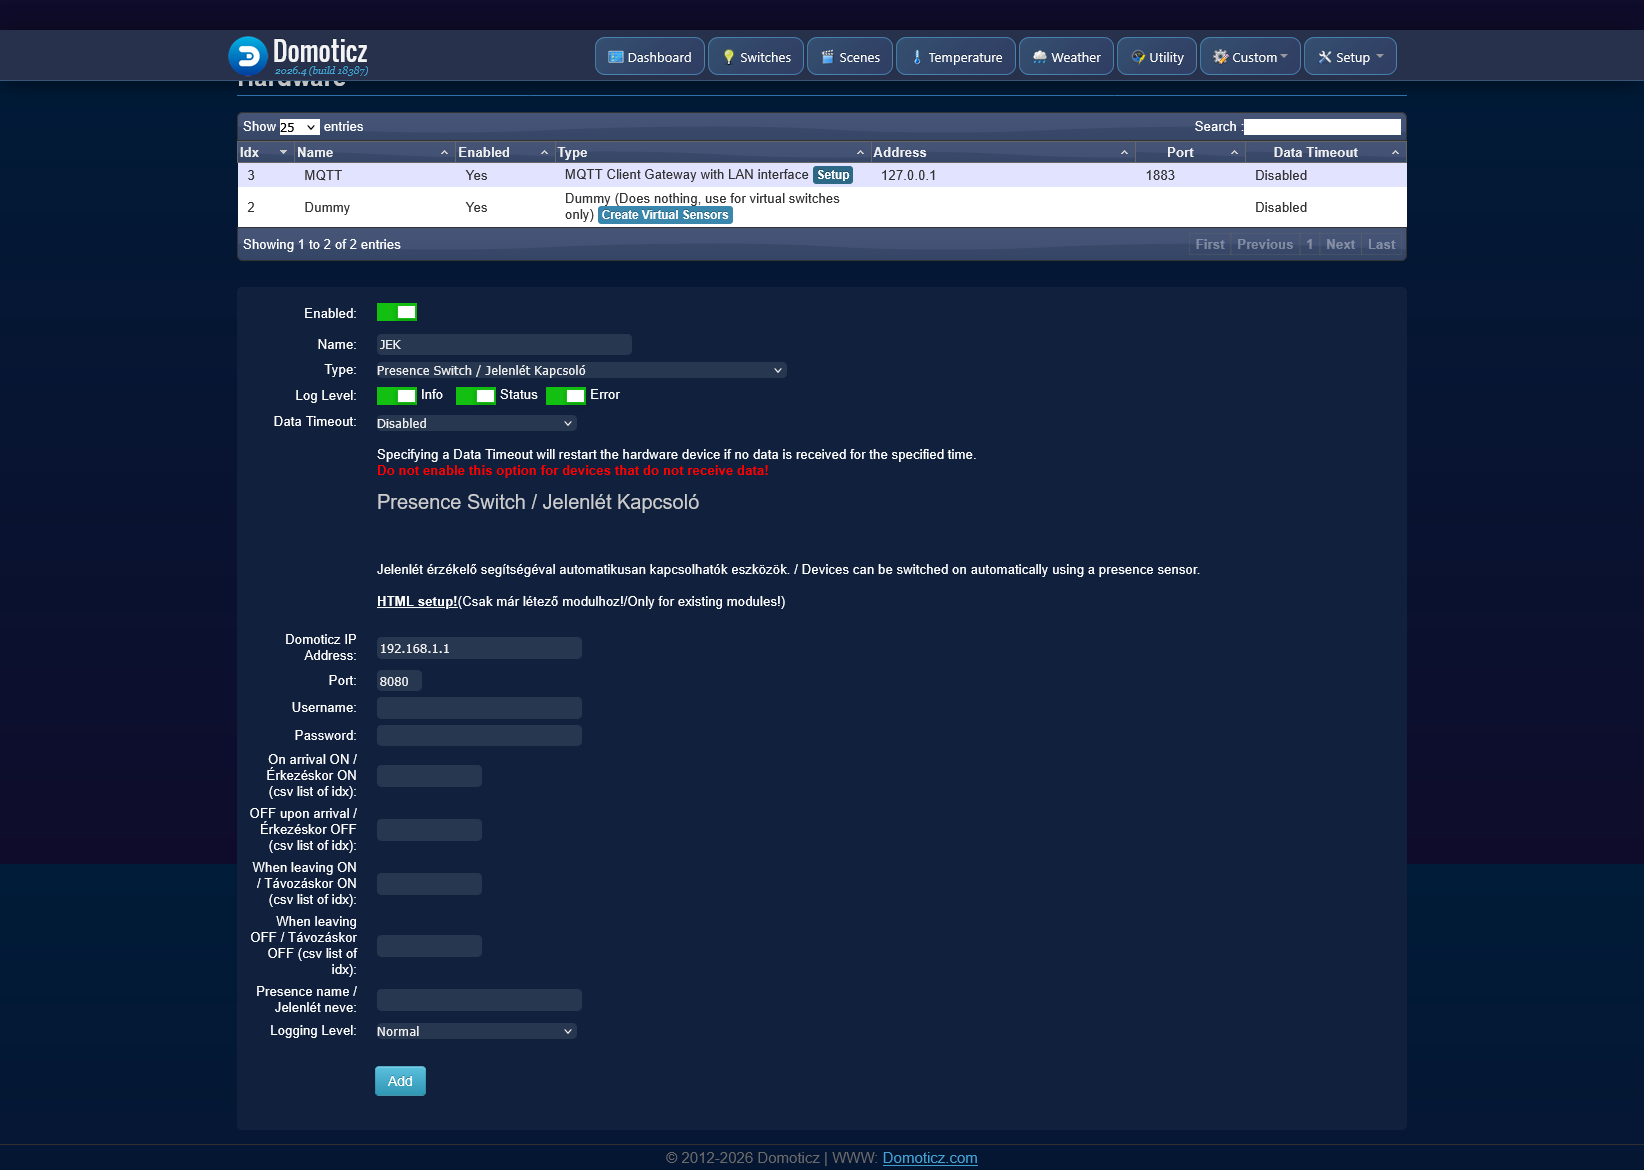 Domoticz
2026.4 (build 18387)
Dashboard
Switches
Scenes
Temperature
Weather
Utility
Custom
Setup
Hardware
Show 25 entries
Search :
Idx Name Enabled Type Address Port Data Timeout
3 MQTT Yes MQTT Client Gateway with LAN interface Setup 127.0.0.1 1883 Disabled
2 Dummy Yes Dummy (Does nothing, use for virtual switches
only) Create Virtual Sensors Disabled
Showing 1 to 2 of 2 entries
First Previous 1 Next Last
Enabled:
Name: JEK
Type: Presence Switch / Jelenlét Kapcsoló
Log Level: Info Status Error
Data Timeout: Disabled
Specifying a Data Timeout will restart the hardware device if no data is received for the specified time.
Do not enable this option for devices that do not receive data!
Presence Switch / Jelenlét Kapcsoló
Jelenlét érzékelő segítségéval automatikusan kapcsolhatók eszközök. / Devices can be switched on automatically using a presence sensor.
HTML setup!(Csak már létező modulhoz!/Only for existing modules!)
Domoticz IP
Address: 192.168.1.1
Port: 8080
Username:
Password:
On arrival ON /
Érkezéskor ON
(csv list of idx):
OFF upon arrival /
Érkezéskor OFF
(csv list of idx):
When leaving ON
/ Távozáskor ON
(csv list of idx):
When leaving
OFF / Távozáskor
OFF (csv list of
idx):
Presence name /
Jelenlét neve:
Logging Level: Normal
Add
© 2012-2026 Domoticz | WWW: Domoticz.com